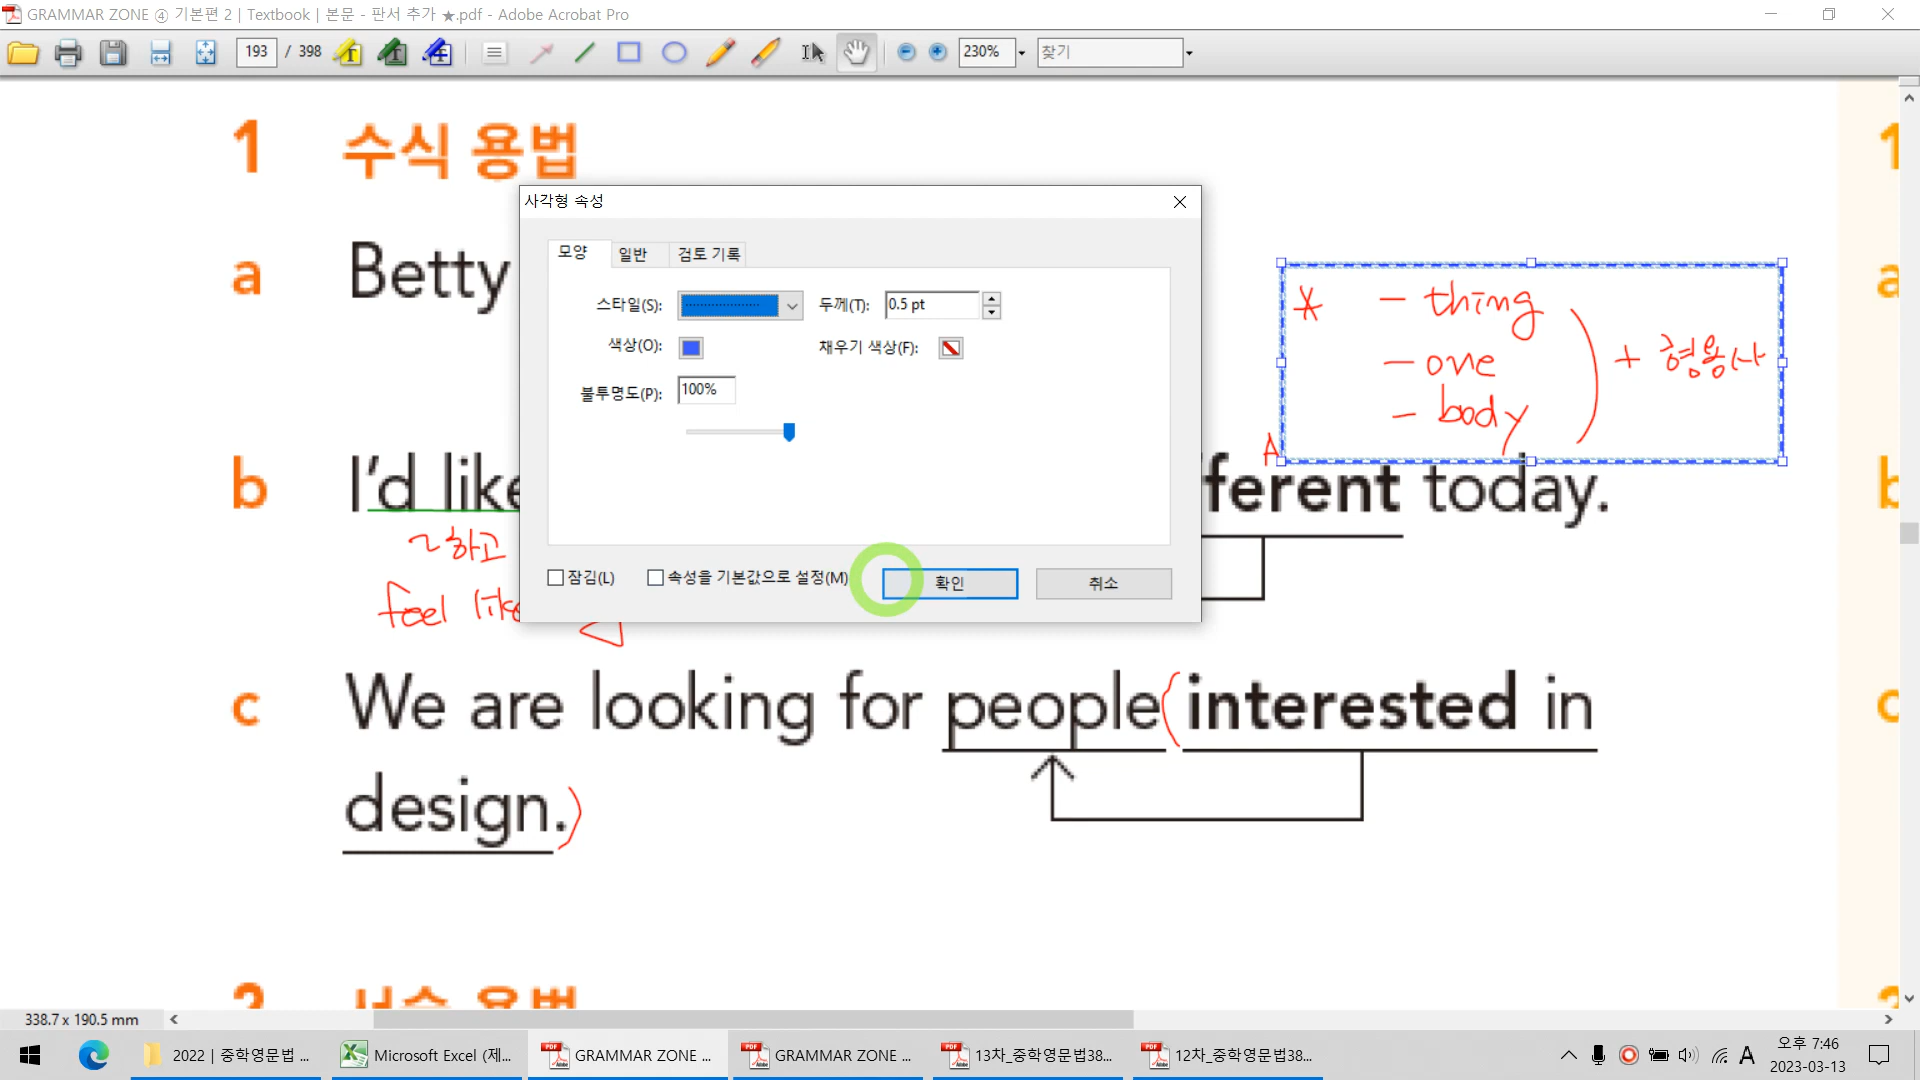 GRAMMAR ZONE ④ 기본편 2 | Textbook | 본문 - 판서 추가 ★.pdf - Adobe Acrobat Pro
193 / 398
230%
찾기
1 수식 용법
사각형 속성
모양 일반 검토 기록
스타일(S): 두께(T): 0.5 pt
색상(O): 채우기 색상(F):
불투명도(P): 100%
잠김(L) 속성을 기본값으로 설정(M) 확인 취소
a Betty
* - thing
- one
- body
+ 형용사
A
b I'd like ferent today.
~하고
feel like
c We are looking for people (interested in
design.)
338.7 x 190.5 mm
2022 | 중학영문법 ...
Microsoft Excel (제...
GRAMMAR ZONE ...
GRAMMAR ZONE ...
13차_중학영문법38...
12차_중학영문법38...
A
오후 7:46
2023-03-13